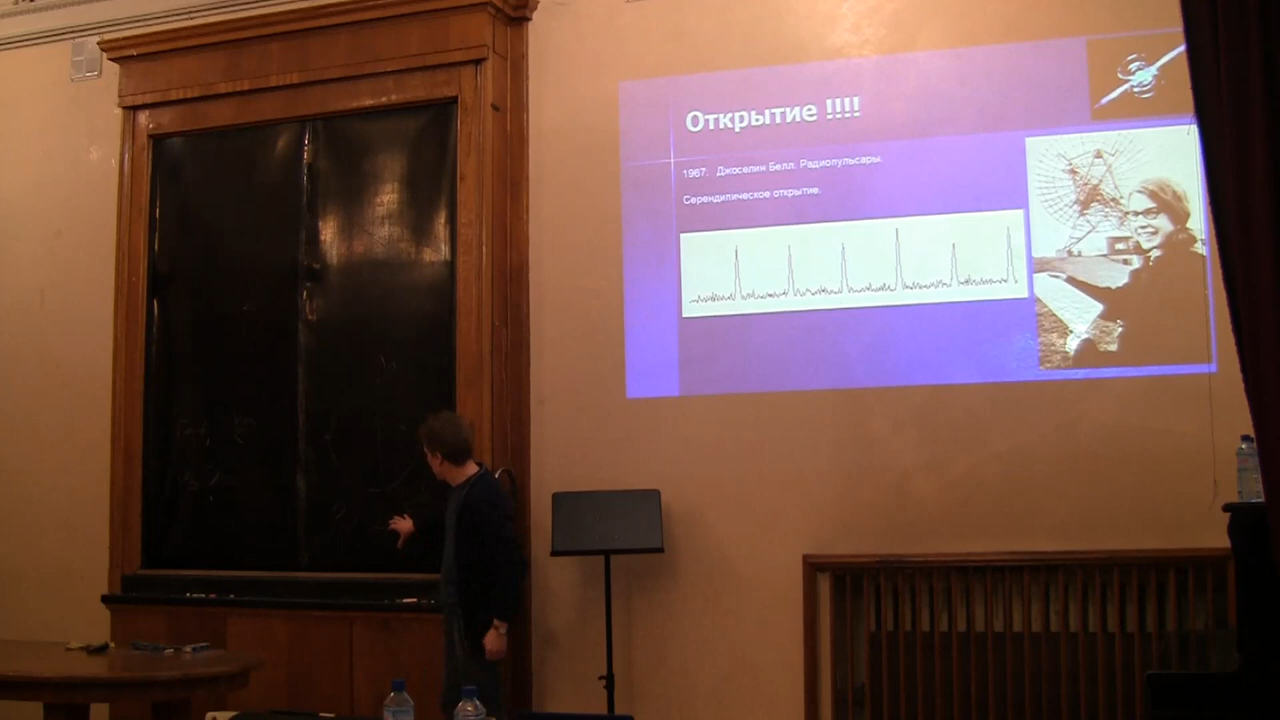 Открытие !!!!
1967: Джоселин Белл. Радиопульсары.
Серендипическое открытие.